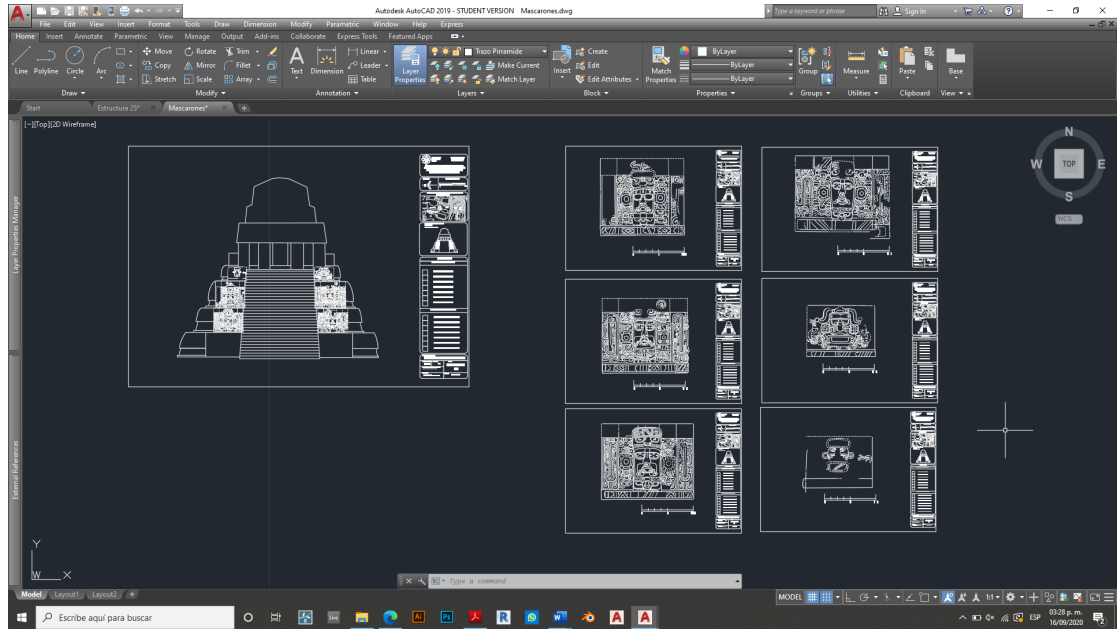 Autodesk AutoCAD 2019 - STUDENT VERSION Mascarones.dwg
Type a keyword or phrase
Sign In
File Edit View Insert Format Tools Draw Dimension Modify Parametric Window Help Express
Home Insert Annotate Parametric View Manage Output Add-ins Collaborate Express Tools Featured Apps
Line Polyline Circle Arc
Move Rotate Trim
Copy Mirror Fillet
Stretch Scale Array
Text Dimension
Linear
Leader
Table
Layer Properties
Trazo Pirramide
Make Current
Match Layer
Insert
Create
Edit
Edit Attributes
Match Properties
ByLayer
ByLayer
ByLayer
Group
Measure
Paste
Base
Draw Modify Annotation Layers Block Properties Groups Utilities Clipboard View
Start Estructura 25* Mascarones*
[-][Top][2D Wireframe]
N
W TOP E
S
WCS
Layer Properties Manager
External References
Y
W X
Type a command
Model Layout1 Layout2 +
MODEL 1:1
Escribe aquí para buscar
Ai Ps R W A A
ESP
03:28 p. m.
16/09/2020